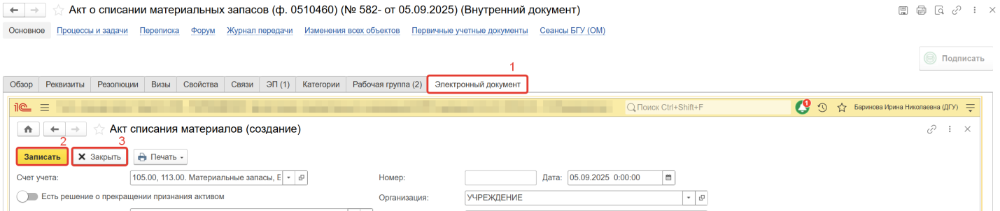 Акт о списании материальных запасов (ф. 0510460) (№ 582- от 05.09.2025) (Внутренний документ)
Основное Процессы и задачи Переписка Форум Журнал передачи Изменения всех объектов Первичные учетные документы Сеансы БГУ (ОМ)
Подписать
1
Обзор Реквизиты Резолюции Визы Свойства Связи ЭП (1) Категории Рабочая группа (2) Электронный документ
1С Поиск Ctrl+Shift+F 1 Баринова Ирина Николаевна (ДГУ)
Акт списания материалов (создание)
2 3
Записать Закрыть Печать
Счет учета: 105.00, 113.00. Материальные запасы, Номер: Дата: 05.09.2025 0:00:00
Есть решение о прекращении признания активом Организация: УЧРЕЖДЕНИЕ